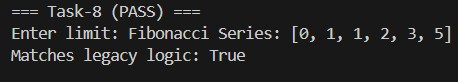 === Task-8 (PASS) ===
Enter limit: Fibonacci Series: [0, 1, 1, 2, 3, 5]
Matches legacy logic: True